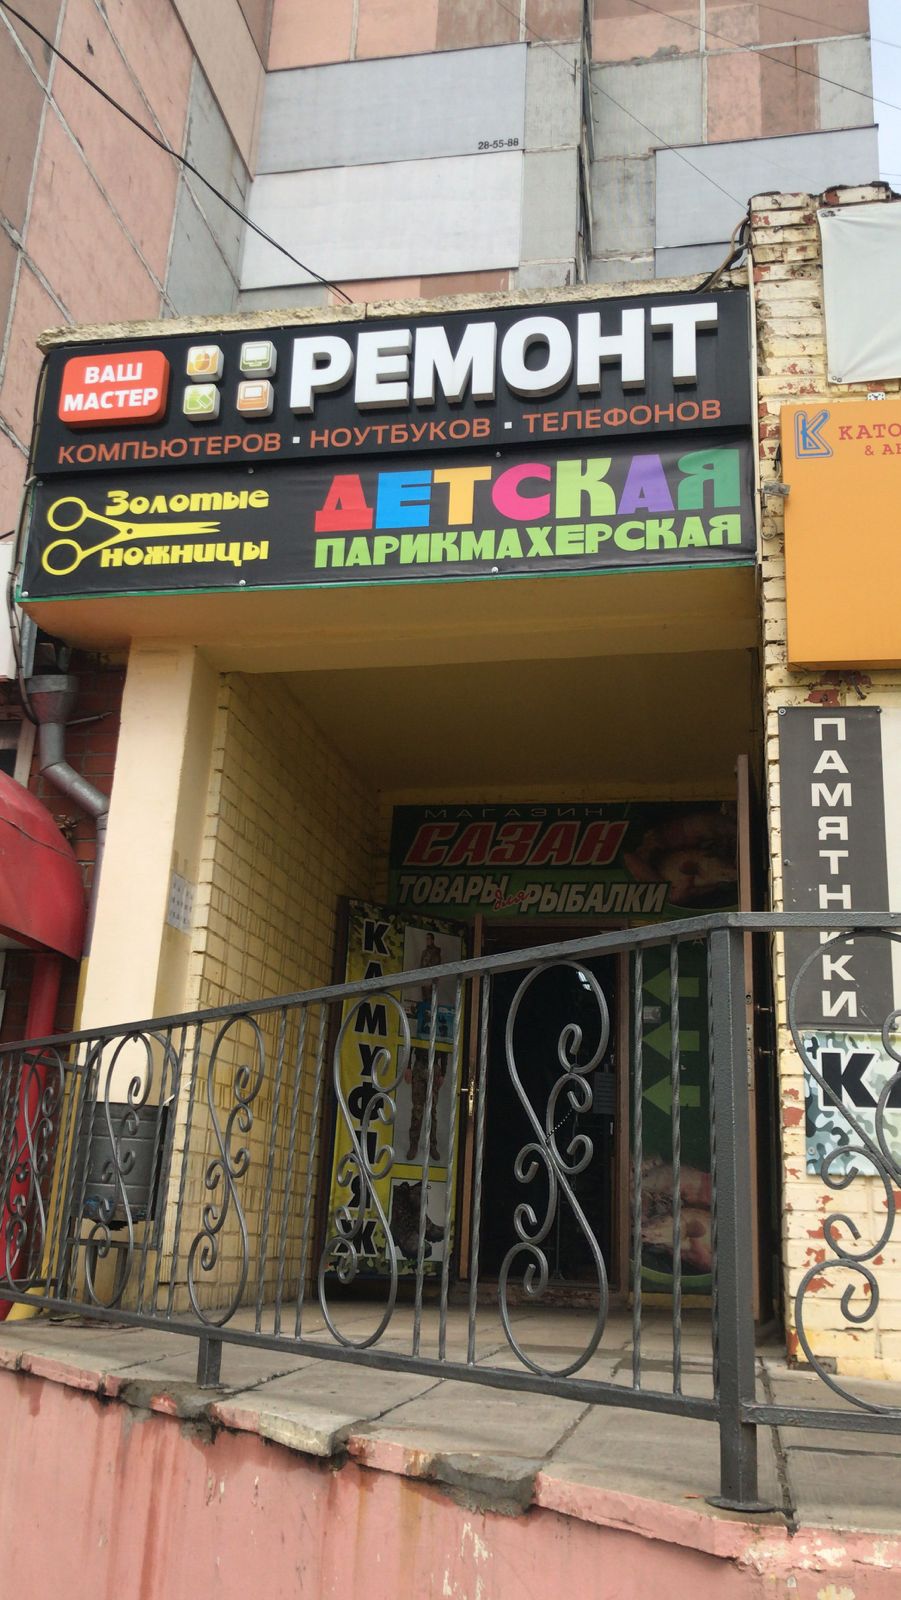 28-55-88
ВАШ
МАСТЕР
РЕМОНТ
КОМПЬЮТЕРОВ ▪ НОУТБУКОВ ▪ ТЕЛЕФОНОВ
Золотые
ножницы
ДЕТСКАЯ
ПАРИКМАХЕРСКАЯ
МАГАЗИН
САЗАН
ТОВАРЫ для РЫБАЛКИ
КАМУФЛЯЖ
ПАМЯТНИКИ
&